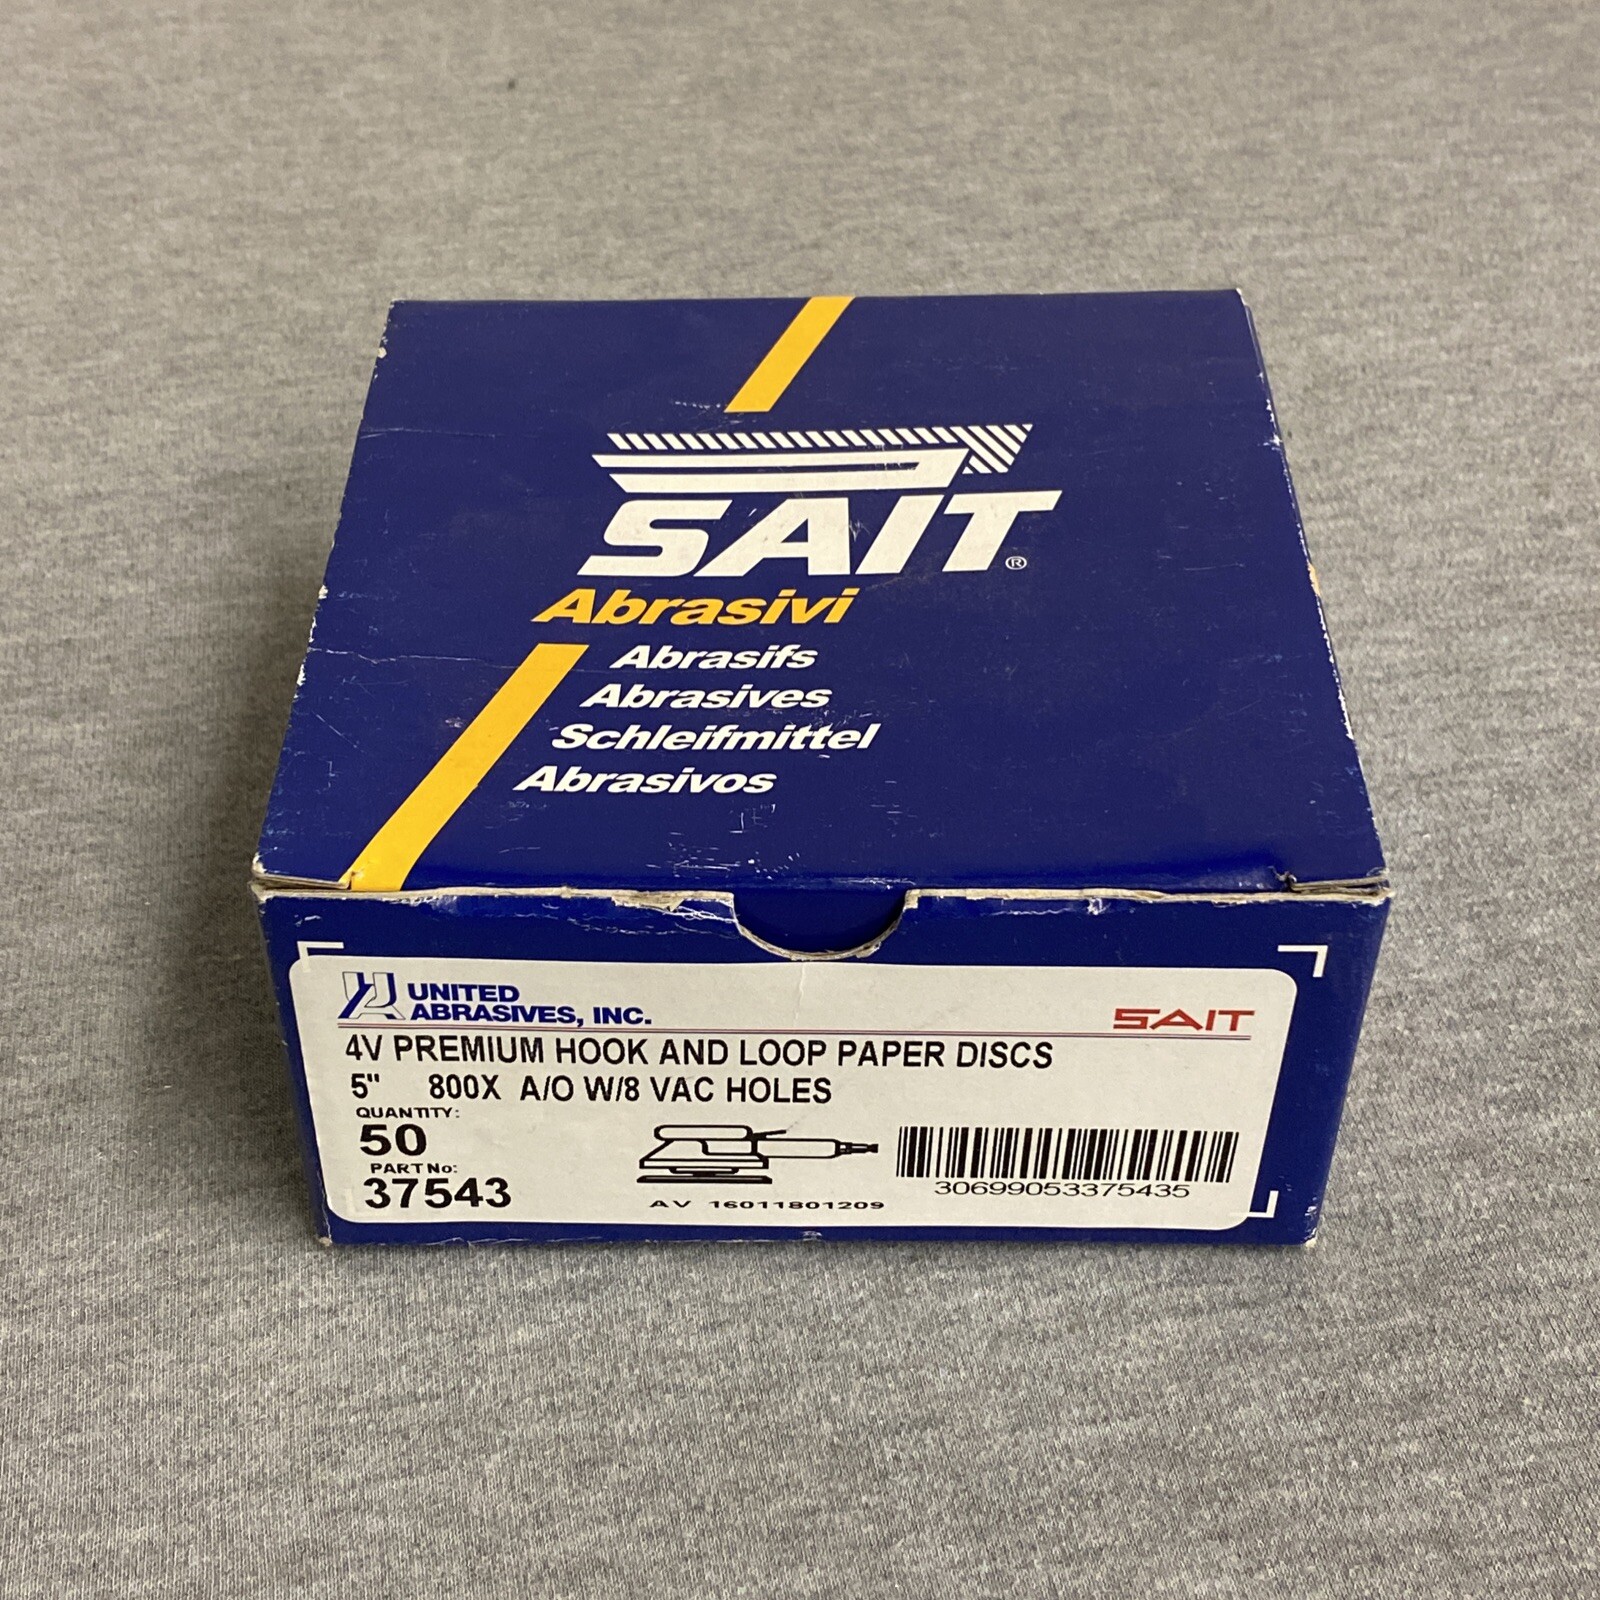 SAIT®
Abrasivi
Abrasifs
Abrasives
Schleifmittel
Abrasivos
UNITED
ABRASIVES, INC.
SAIT
4V PREMIUM HOOK AND LOOP PAPER DISCS
5" 800X A/O W/8 VAC HOLES
QUANTITY:
50
PART No:
37543
AV 16011801209
30699053375435